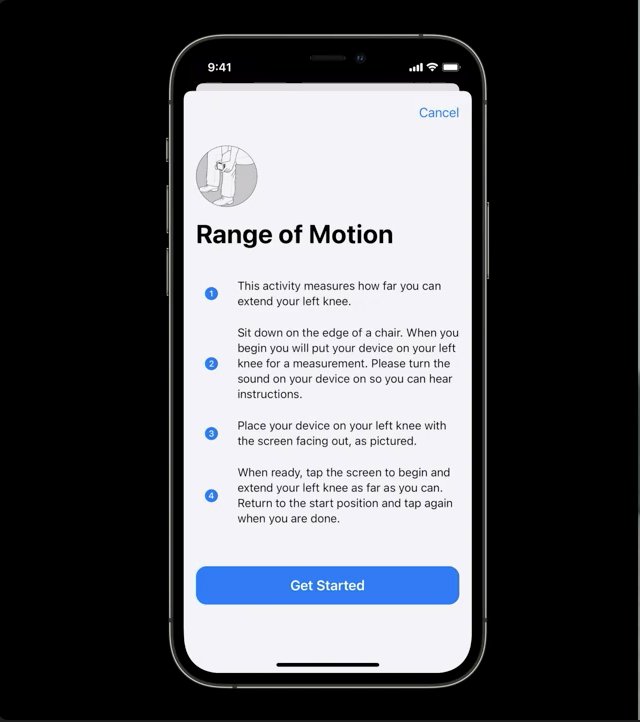 9:41
Cancel
Range of Motion
1
This activity measures how far you can
extend your left knee.
2
Sit down on the edge of a chair. When you
begin you will put your device on your left
knee for a measurement. Please turn the
sound on your device on so you can hear
instructions.
3
Place your device on your left knee with
the screen facing out, as pictured.
4
When ready, tap the screen to begin and
extend your left knee as far as you can.
Return to the start position and tap again
when you are done.
Get Started